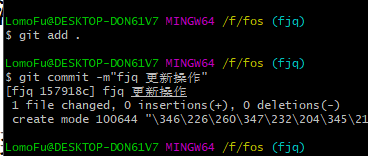 LomoFu@DESKTOP-DON61V7 MINGW64 /f/fos (fjq)
$ git add .
LomoFu@DESKTOP-DON61V7 MINGW64 /f/fos (fjq)
$ git commit -m"fjq 更新操作"
[fjq 157918c] fjq 更新操作
1 file changed, 0 insertions(+), 0 deletions(-)
create mode 100644 "\346\226\260\347\232\204\345\21